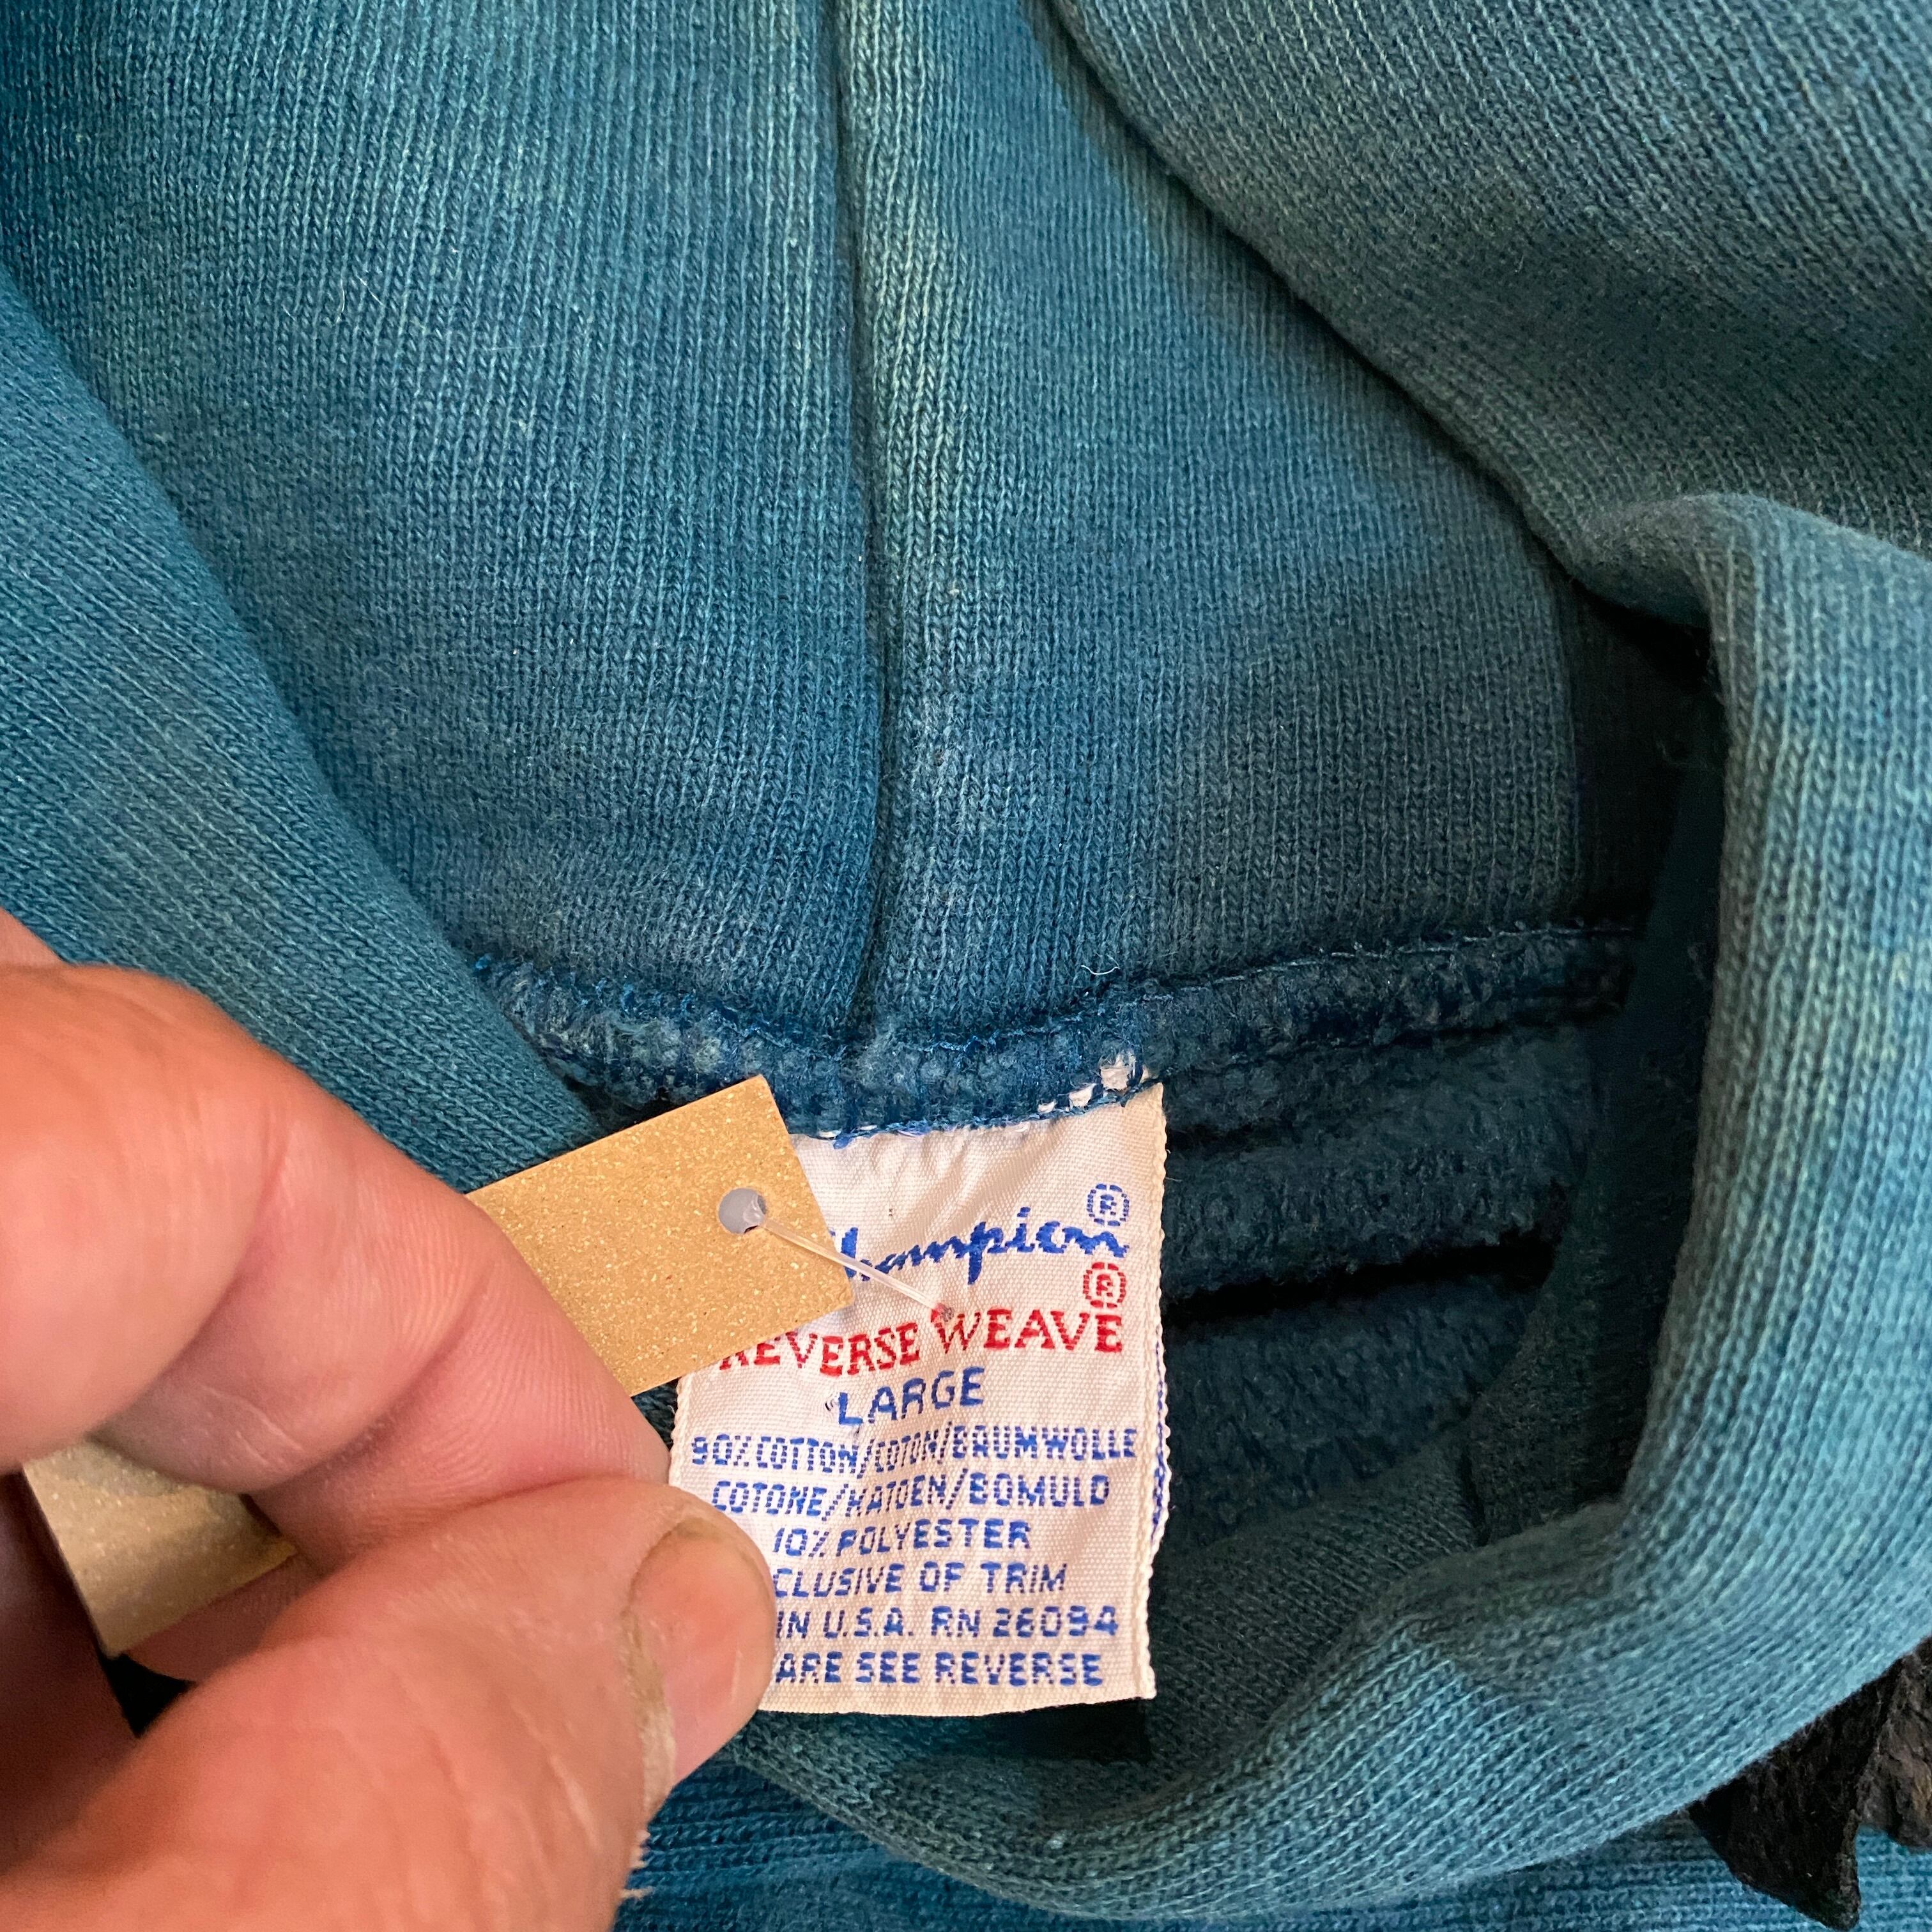 Champion®
REVERSE WEAVE®
LARGE
90% COTTON/COTON/BAUMWOLLE
COTONE/KATOEN/BOMULD
10% POLYESTER
CLUSIVE OF TRIM
IN U.S.A. RN 26094
ARE SEE REVERSE